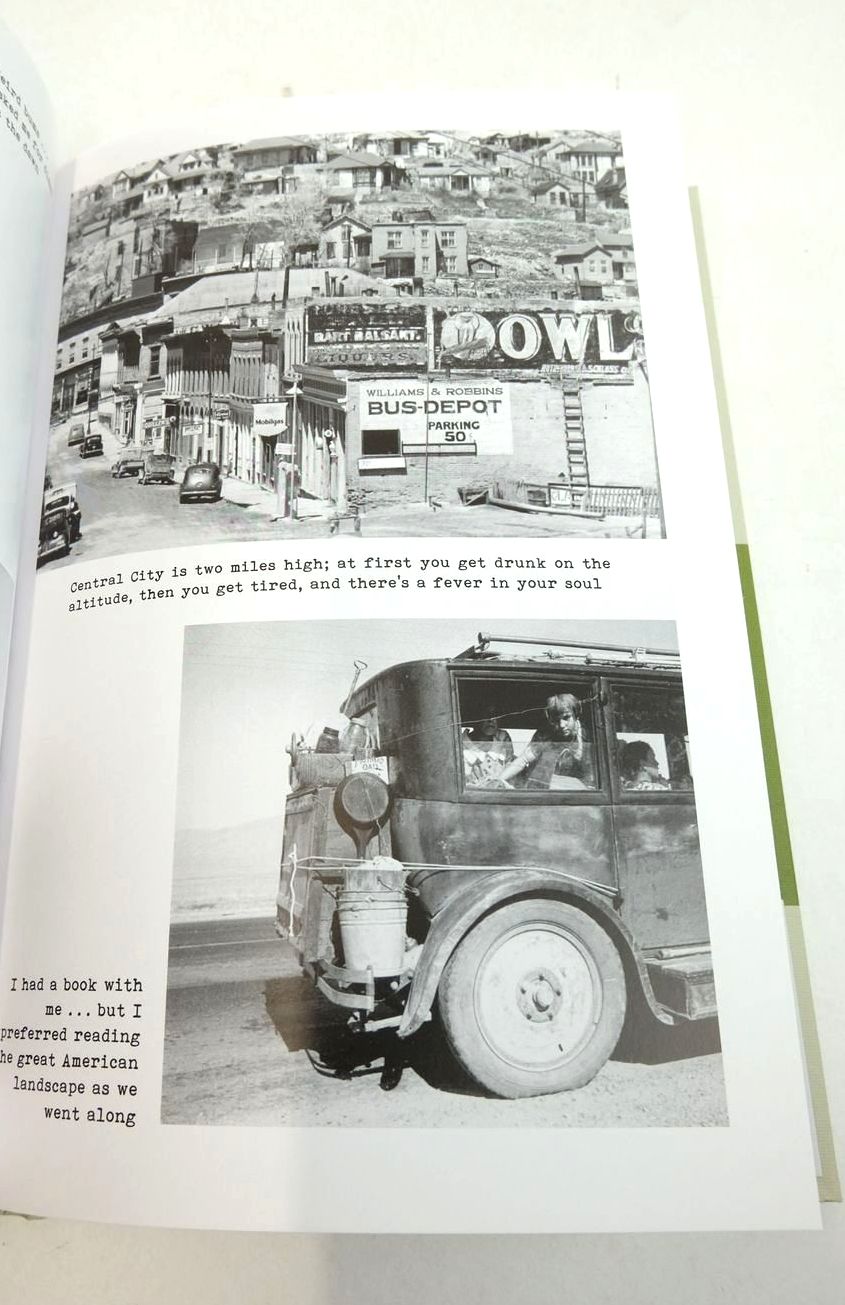 the
OWL
WILLIAMS & ROBBINS
BUS-DEPOT
PARKING
50¢
LIQUORS.
Mobilgas
Central City is two miles high; at first you get drunk on the
altitude, then you get tired, and there's a fever in your soul
I had a book with
me ... but I
preferred reading
he great American
landscape as we
went along